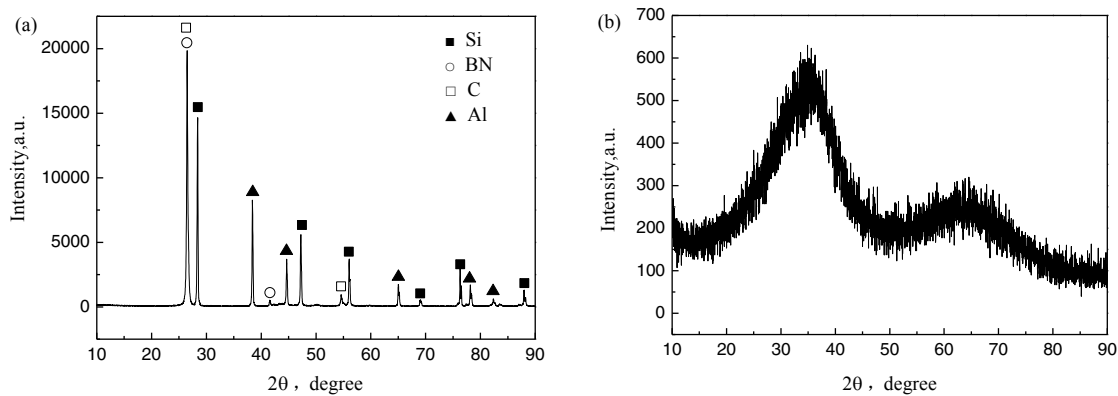 (a)
Intensity,a.u.
20000
15000
10000
5000
0
C
Si
BN
C
Al
10 20 30 40 50 60 70 80 90
2θ , degree
(b)
Intensity,a.u.
700
600
500
400
300
200
100
0
10 20 30 40 50 60 70 80 90
2θ , degree